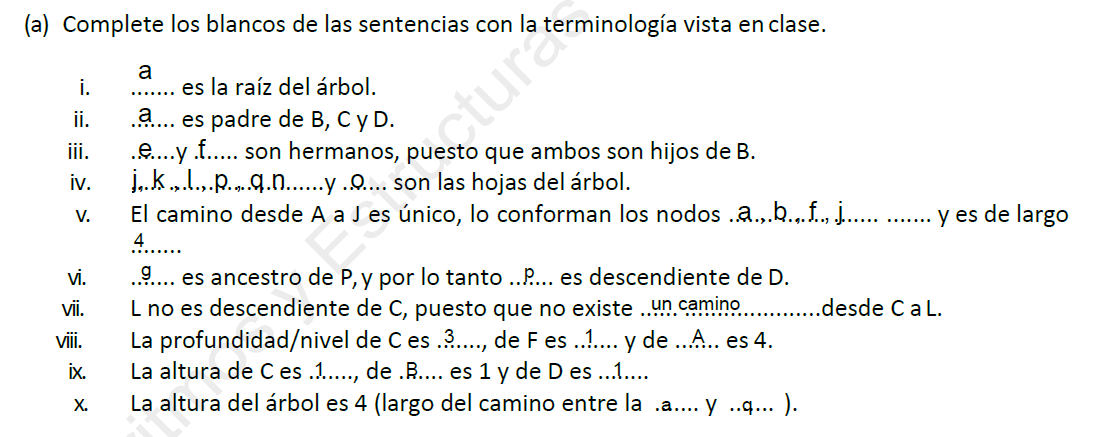 (a) Complete los blancos de las sentencias con la terminología vista en clase.
i. ...a.... es la raíz del árbol.
ii. ...a.... es padre de B, C y D.
iii. ..e....y .f..... son hermanos, puesto que ambos son hijos de B.
iv. j,.k.,.l.,.p.,.q.n......y .o.... son las hojas del árbol.
v. El camino desde A a J es único, lo conforman los nodos ..a.,.b.,.f., j..... ....... y es de largo
.4......
vi. ..g.... es ancestro de P, y por lo tanto ...p.... es descendiente de D.
vii. L no es descendiente de C, puesto que no existe ..un camino..............desde C a L.
viii. La profundidad/nivel de C es .3...., de F es ..1.... y de ...A... es 4.
ix. La altura de C es .1....., de .B.... es 1 y de D es ...1....
x. La altura del árbol es 4 (largo del camino entre la .a.... y ..q... ).
itmos y Estructuras